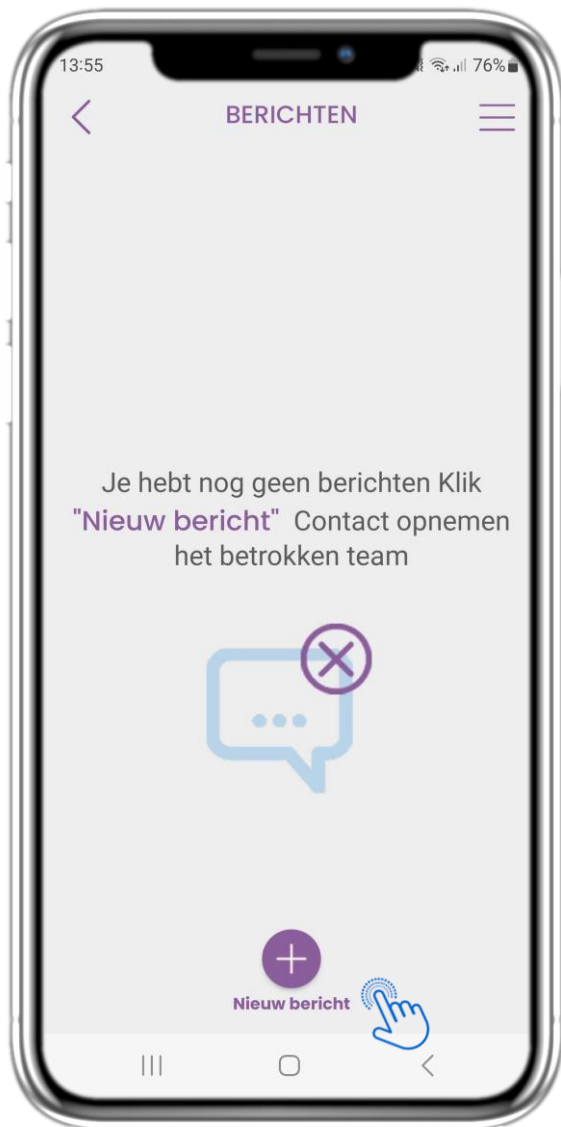 13:55 76%
BERICHTEN
Je hebt nog geen berichten Klik
"Nieuw bericht" Contact opnemen
het betrokken team
Nieuw bericht